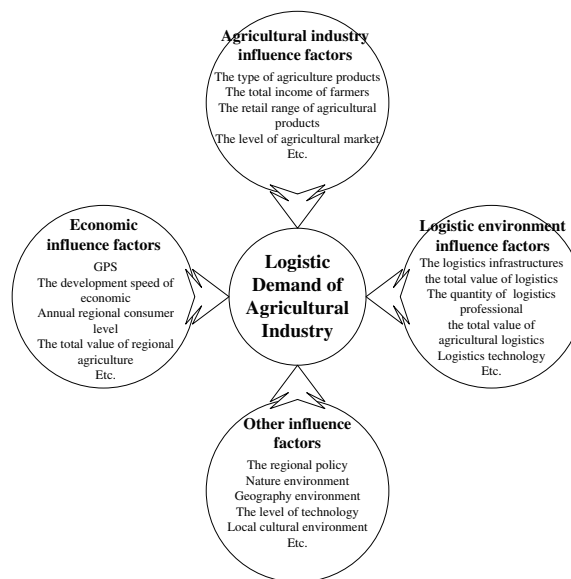 Agricultural industry
influence factors
The type of agriculture products
The total income of farmers
The retail range of agricultural
products
The level of agricultural market
Etc.
Economic
influence factors
GPS
The development speed of
economic
Annual regional consumer
level
The total value of regional
agriculture
Etc.
Logistic
Demand of
Agricultural
Industry
Logistic environment
influence factors
The logistics infrastructures
the total value of logistics
The quantity of logistics
professional
the total value of
agricultural logistics
Logistics technology
Etc.
Other influence
factors
The regional policy
Nature environment
Geography environment
The level of technology
Local cultural environment
Etc.